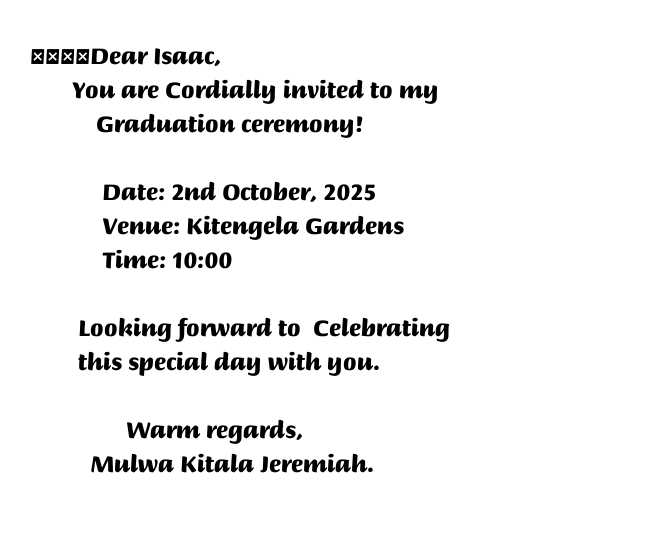 Dear Isaac,
You are Cordially invited to my
Graduation ceremony!
Date: 2nd October, 2025
Venue: Kitengela Gardens
Time: 10:00
Looking forward to  Celebrating
this special day with you.
Warm regards,
Mulwa Kitala Jeremiah.